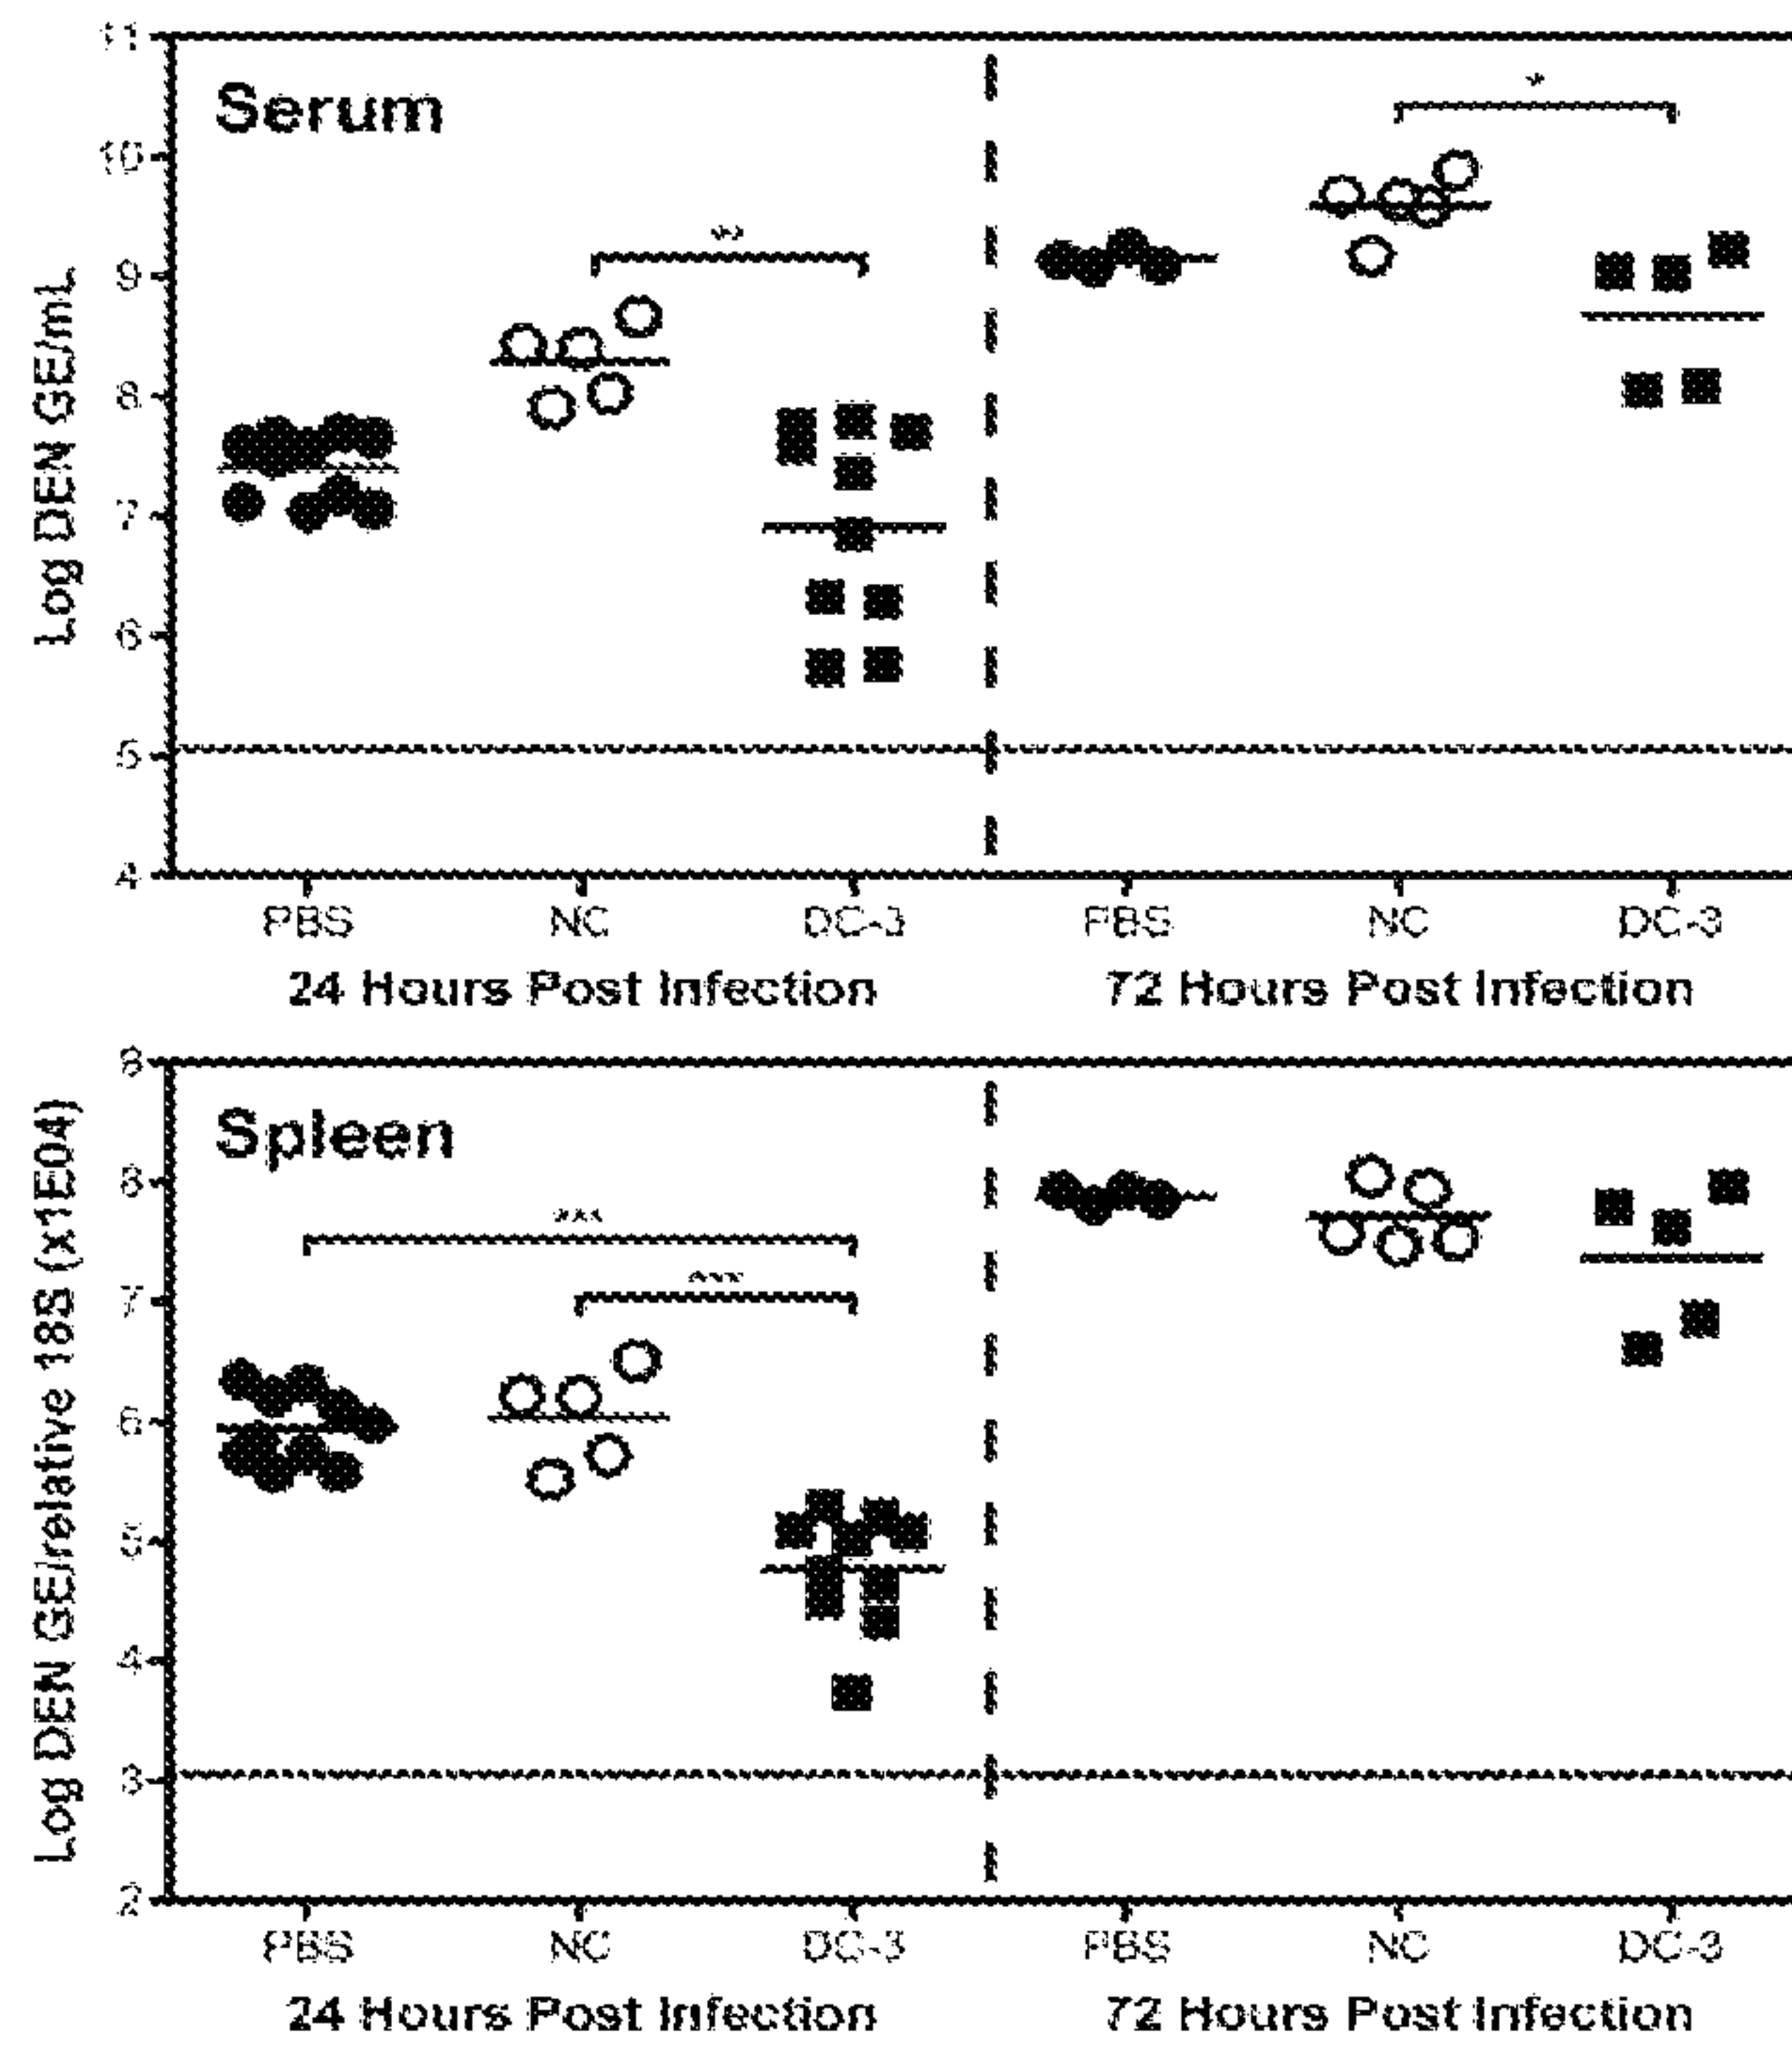 Serum
Log DEN GE/mL
11
10
9
8
7
6
5
4
*
**
PBS NC DC-3 PBS NC DC-3
24 Hours Post Infection 72 Hours Post Infection
Spleen
Log DEN GE/relative 18S (x1E04)
9
8
7
6
5
4
3
2
***
***
PBS NC DC-3 PBS NC DC-3
24 Hours Post Infection 72 Hours Post Infection